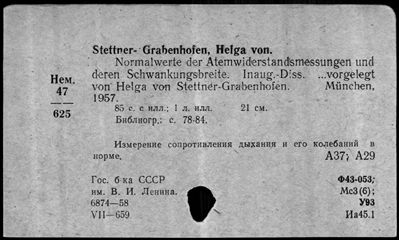 Stettner- Grabenhofen, Helga von.
Normalwerte der Atemwiderstandsmessungen und
Нем. deren Schwankungsbreite. Inaug.-Diss. ...vorgelegt
47 von Helga von Stettner-Grabenhofen. München,
1957.
625 85 с. с илл.; 1 л. илл. 21 см.
Библиогр.: с. 78-84.
Измерение сопротивления дыхания и его колебаний в
норме. А37; А29
Гос. б-ка СССР Ф43-053;
им. В. И. Ленина. Мс3(6);
6874—58 У93
VII—659 Иа45.1